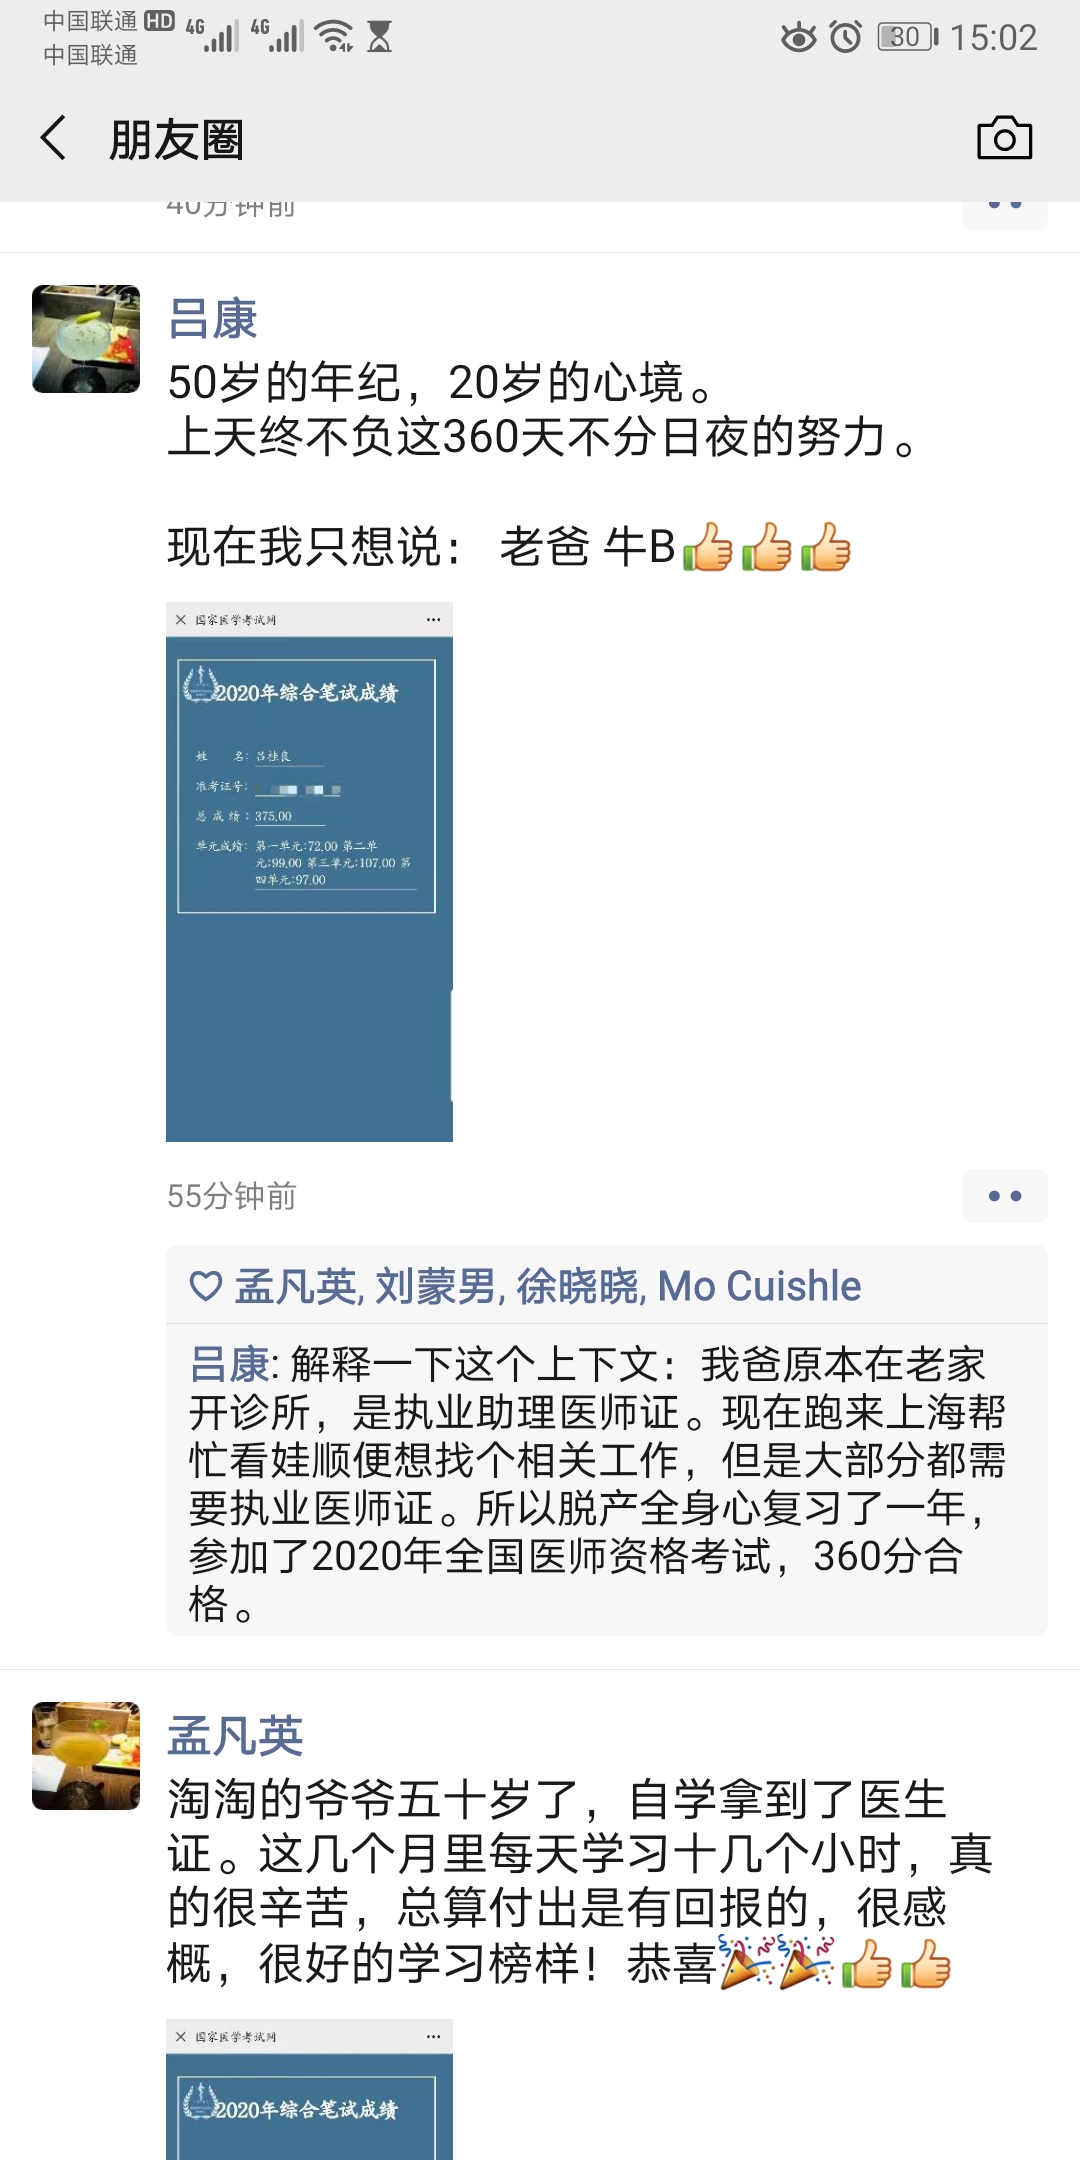 中国联通 HD 4G 4G 30 15:02
中国联通
朋友圈
40分钟前
吕康
50岁的年纪，20岁的心境。
上天终不负这360天不分日夜的努力。
现在我只想说： 老爸 牛B👍👍👍
× 国家医学考试网 ···
2020年综合笔试成绩
姓 名: 吕桂良
准考证号:
总成绩: 375.00
单元成绩: 第一单元:72.00 第二单
元:99.00 第三单元:107.00 第
四单元:97.00
55分钟前
孟凡英, 刘蒙男, 徐晓晓, Mo Cuishle
吕康: 解释一下这个上下文：我爸原本在老家
开诊所，是执业助理医师证。现在跑来上海帮
忙看娃顺便想找个相关工作，但是大部分都需
要执业医师证。所以脱产全身心复习了一年，
参加了2020年全国医师资格考试，360分合
格。
孟凡英
淘淘的爷爷五十岁了，自学拿到了医生
证。这几个月里每天学习十几个小时，真
的很辛苦，总算付出是有回报的，很感
概，很好的学习榜样！恭喜🎉🎉👍👍
× 国家医学考试网 ···
2020年综合笔试成绩